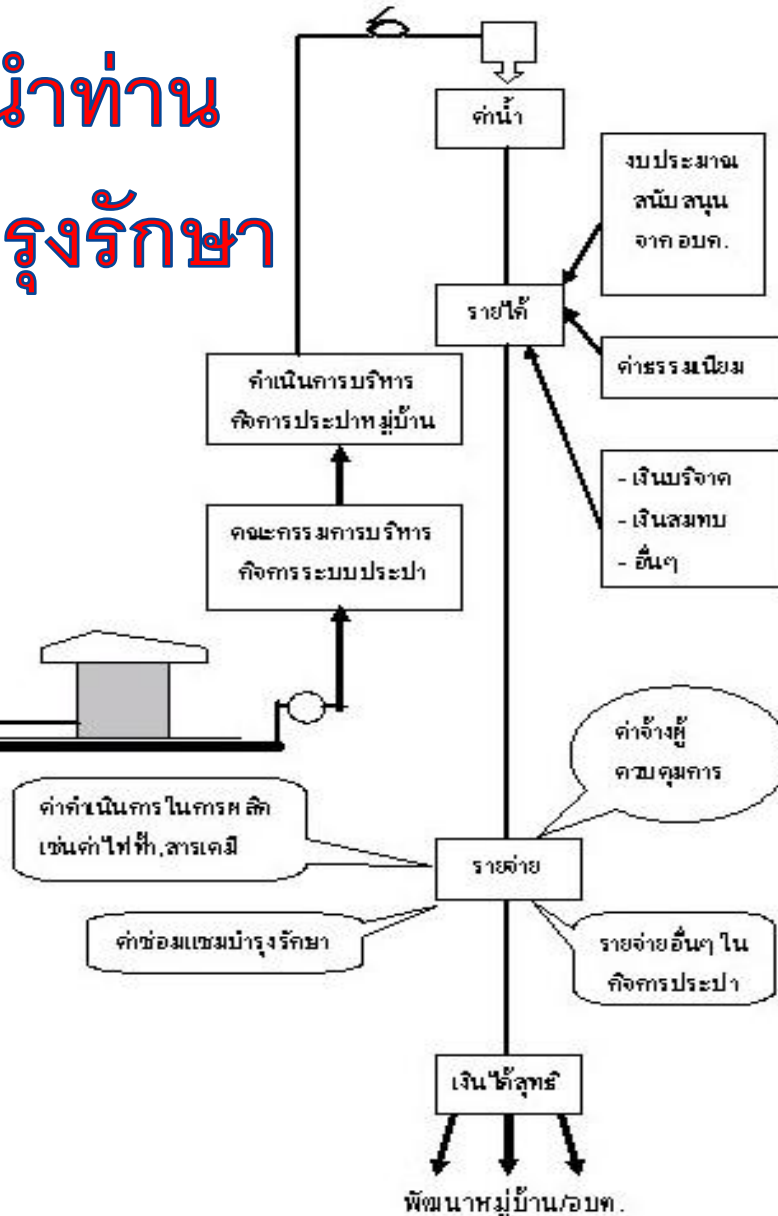 นำท่าน
รุงรักษา
ค่าน้ำ
งบประมาณ
สนับสนุน
จาก อบต.
รายได้
ค่าธรรมเนียม
ดำเนินการบริหาร
กิจการประปาหมู่บ้าน
- เงินบริจาค
- เงินสมทบ
- อื่นๆ
คณะกรรมการบริหาร
กิจการระบบประปา
ค่าจ้างผู้
ควบคุมการ
ค่าดำเนินการในการผลิต
เช่นค่าไฟฟ้า,สารเคมี
รายจ่าย
ค่าซ่อมแซมบำรุงรักษา
รายจ่ายอื่นๆ ใน
กิจการประปา
เงินได้สุทธิ
พัฒนาหมู่บ้าน/อบต.